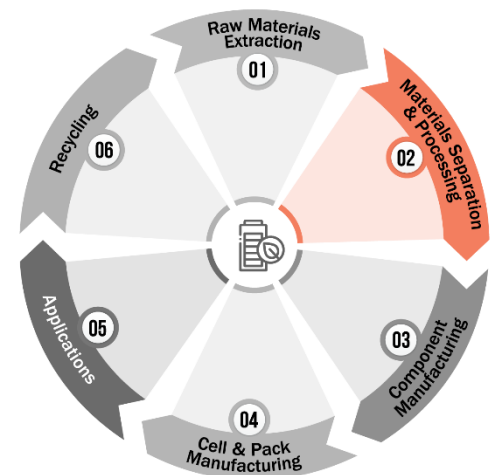 Raw Materials
Extraction
01
Materials Separation
& Processing
02
Component
Manufacturing
03
Cell & Pack
Manufacturing
04
Applications
05
Recycling
06